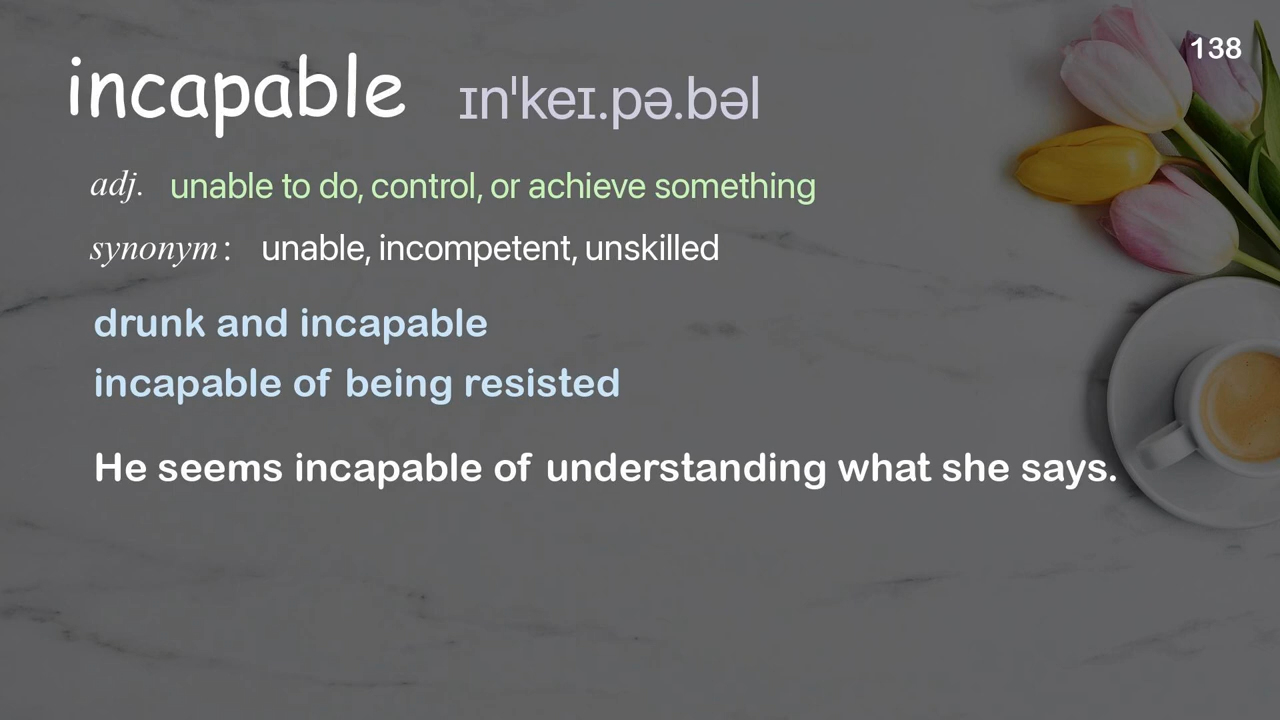 138
incapable ɪnˈkeɪ.pə.bəl
adj. unable to do, control, or achieve something
synonym: unable, incompetent, unskilled
drunk and incapable
incapable of being resisted
He seems incapable of understanding what she says.